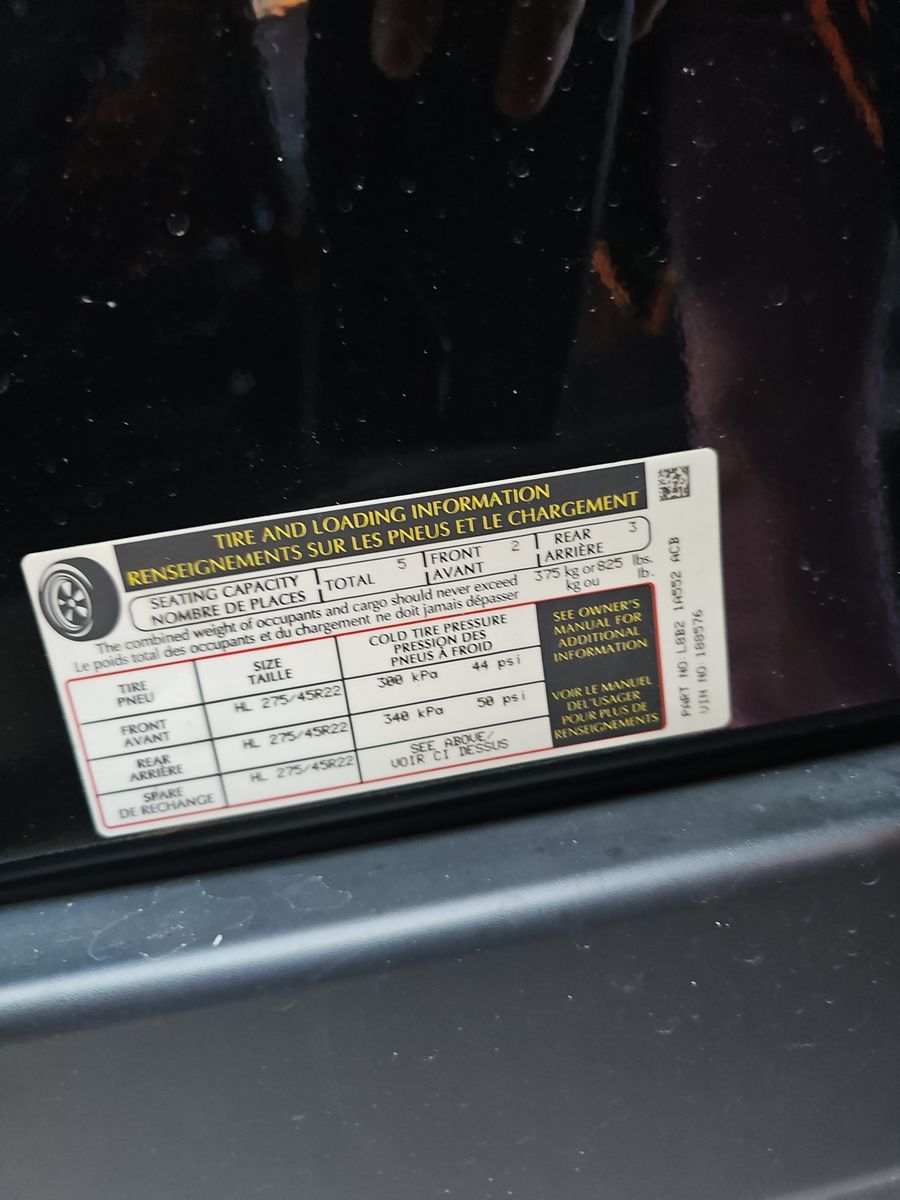 TIRE AND LOADING INFORMATION
RENSEIGNEMENTS SUR LES PNEUS ET LE CHARGEMENT
SEATING CAPACITY
NOMBRE DE PLACES
TOTAL 5
FRONT
AVANT 2
REAR
ARRIÈRE 3
The combined weight of occupants and cargo should never exceed 375 kg or 825 lbs.
Le poids total des occupants et du chargement ne doit jamais dépasser kg ou lb.
TIRE
PNEU
SIZE
TAILLE
COLD TIRE PRESSURE
PRESSION DES
PNEUS À FROID
FRONT
AVANT
HL 275/45R22
300 kPa 44 psi
REAR
ARRIÈRE
HL 275/45R22
340 kPa 50 psi
SPARE
DE RECHANGE
HL 275/45R22
SEE ABOVE/
VOIR CI DESSUS
SEE OWNER'S
MANUAL FOR
ADDITIONAL
INFORMATION
VOIR LE MANUEL
DEL'USAGER
POUR PLUS DE
RENSEIGNEMENTS
PART NO L8B2 1A552 ACB
VIN NO: 188576